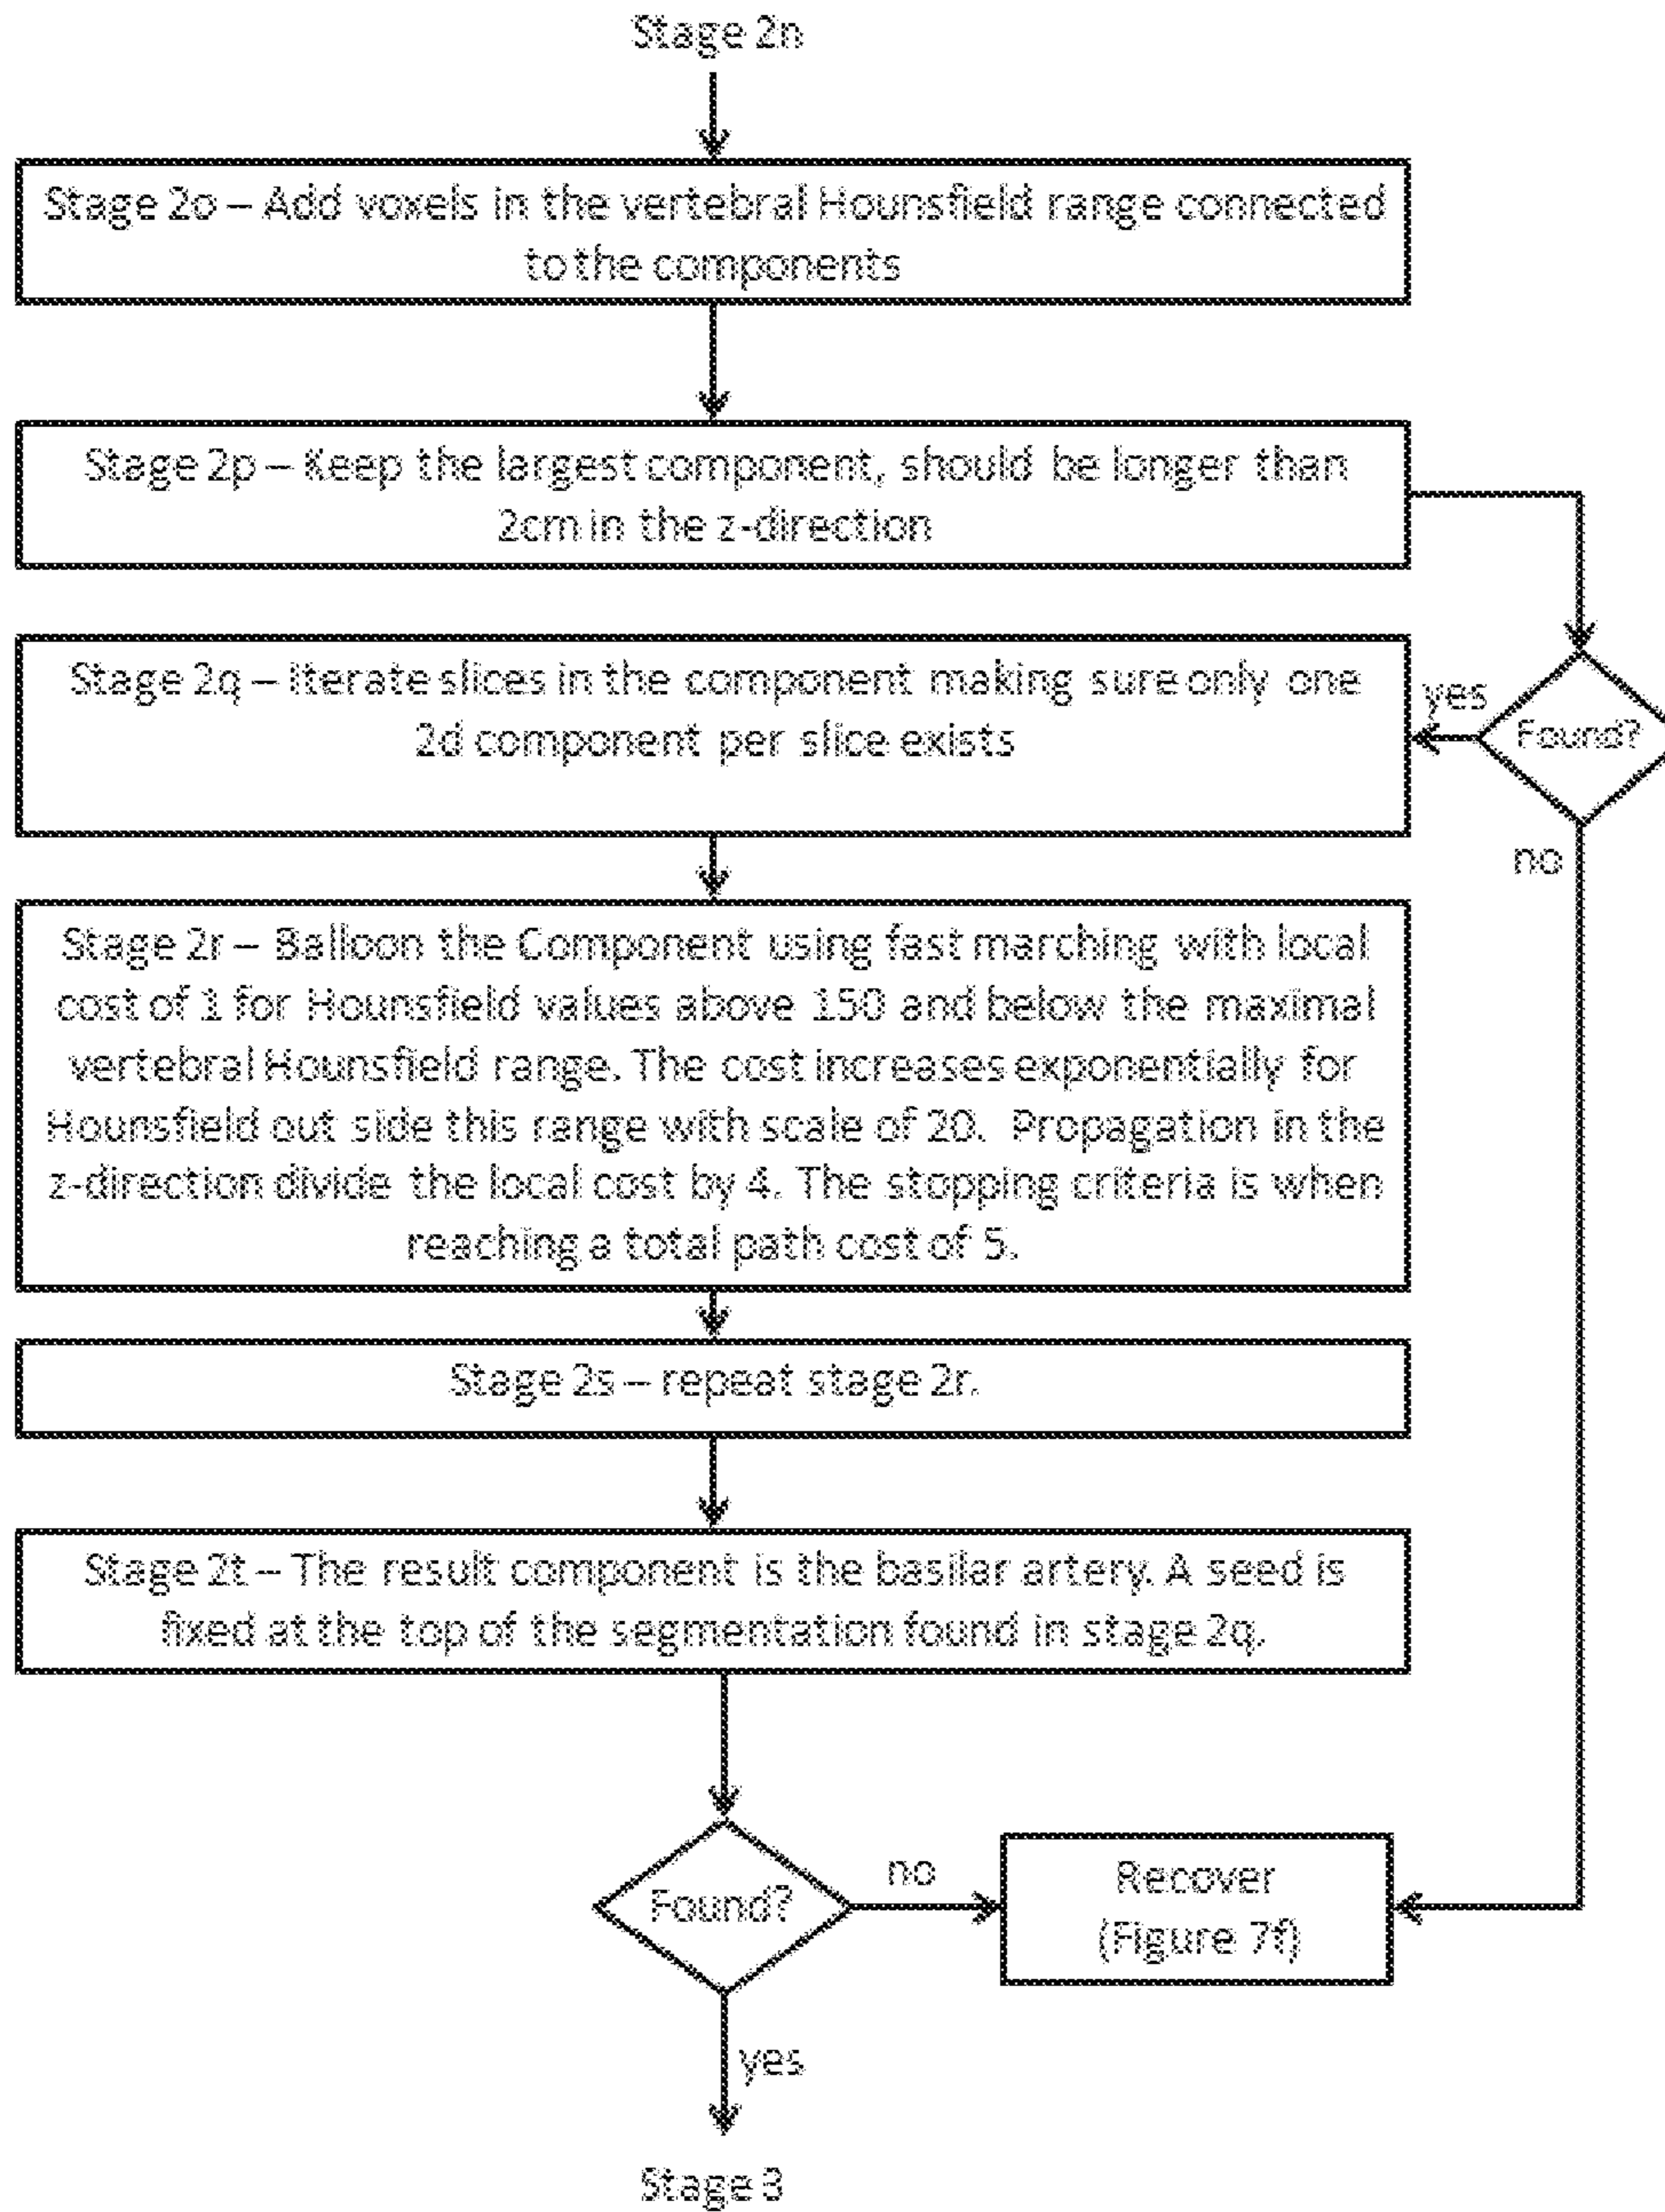 Stage 2n
Stage 2o – Add voxels in the vertebral Hounsfield range connected
to the components
Stage 2p – Keep the largest component, should be longer than
2cm in the z-direction
Stage 2q – Iterate slices in the component making sure only one
2d component per slice exists
yes
Found?
no
Stage 2r – Balloon the Component using fast marching with local
cost of 1 for Hounsfield values above 150 and below the maximal
vertebral Hounsfield range. The cost increases exponentially for
Hounsfield out side this range with scale of 20. Propagation in the
z-direction divide the local cost by 4. The stopping criteria is when
reaching a total path cost of 5.
Stage 2s – repeat stage 2r.
Stage 2t – The result component is the basilar artery. A seed is
fixed at the top of the segmentation found in stage 2q.
Found?
no
Recover
(Figure 7f)
yes
Stage 3